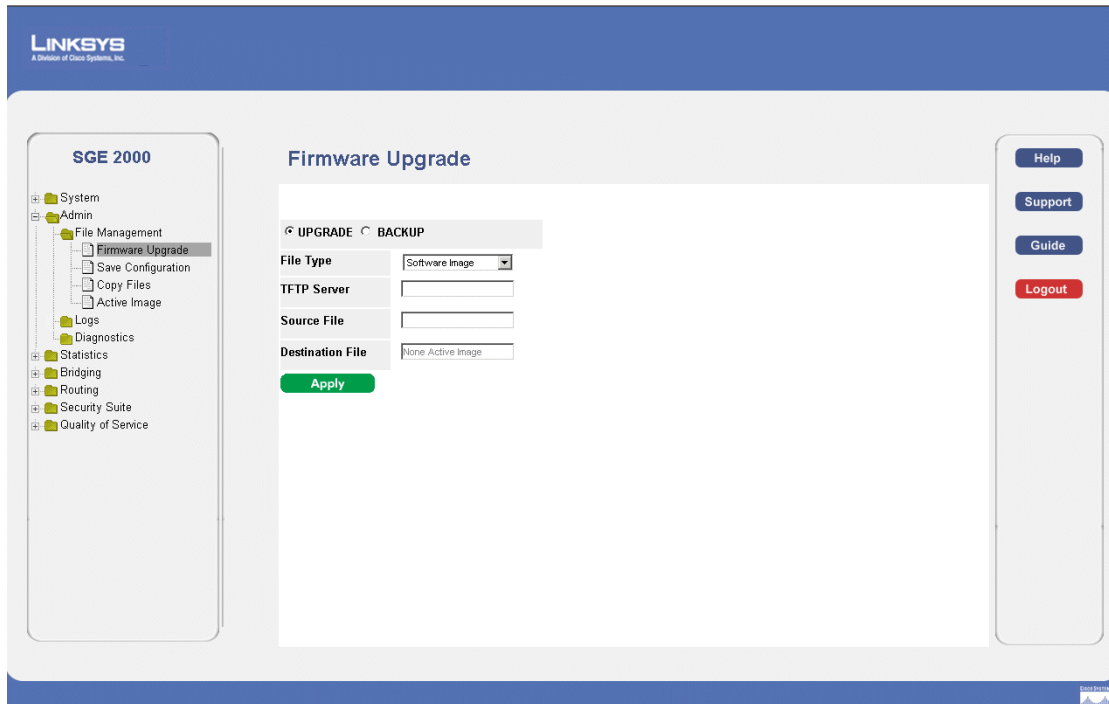 LINKSYS
A Division of Cisco Systems, Inc.
SGE 2000
System
Admin
File Management
Firmware Upgrade
Save Configuration
Copy Files
Active Image
Logs
Diagnostics
Statistics
Bridging
Routing
Security Suite
Quality of Service
Firmware Upgrade
UPGRADE BACKUP
File Type Software Image
TFTP Server
Source File
Destination File None Active Image
Apply
Help
Support
Guide
Logout